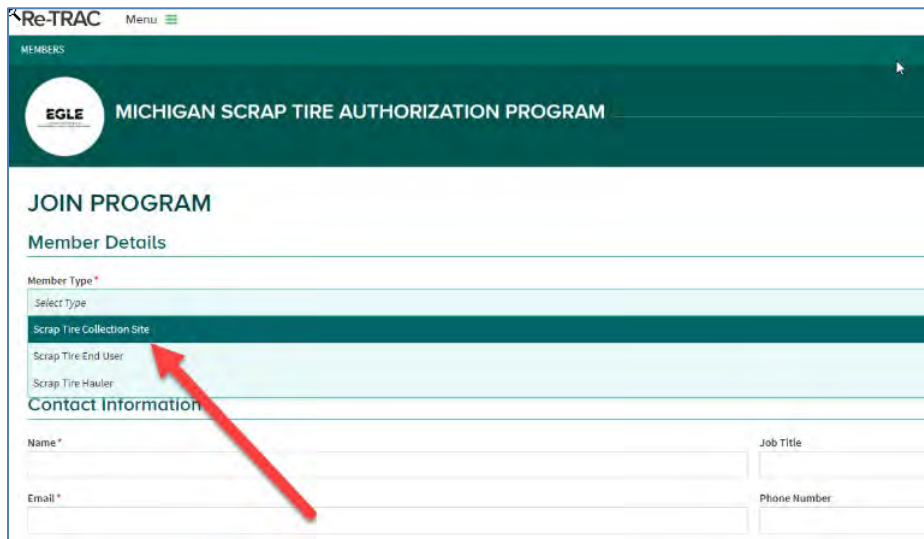 Re-TRAC Menu
MEMBERS
EGLE
MICHIGAN SCRAP TIRE AUTHORIZATION PROGRAM
JOIN PROGRAM
Member Details
Member Type*
Select Type
Scrap Tire Collection Site
Scrap Tire End User
Scrap Tire Hauler
Contact Information
Name* Job Title
Email* Phone Number